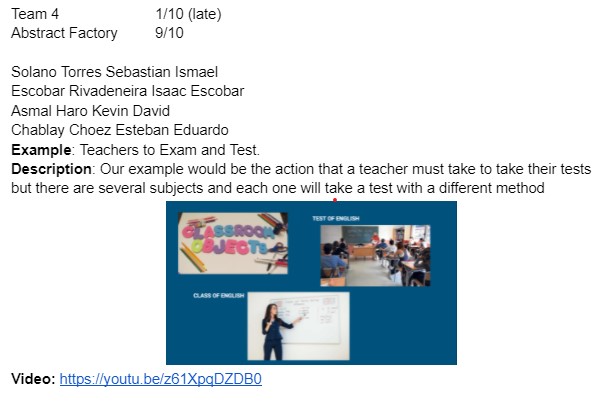 Team 4 1/10 (late)
Abstract Factory 9/10
Solano Torres Sebastian Ismael
Escobar Rivadeneira Isaac Escobar
Asmal Haro Kevin David
Chablay Choez Esteban Eduardo
Example: Teachers to Exam and Test.
Description: Our example would be the action that a teacher must take to take their tests
but there are several subjects and each one will take a test with a different method
CLASSROOM
OBJECTS
TEST OF ENGLISH
CLASS OF ENGLISH
Video: https://youtu.be/z61XpqDZDB0